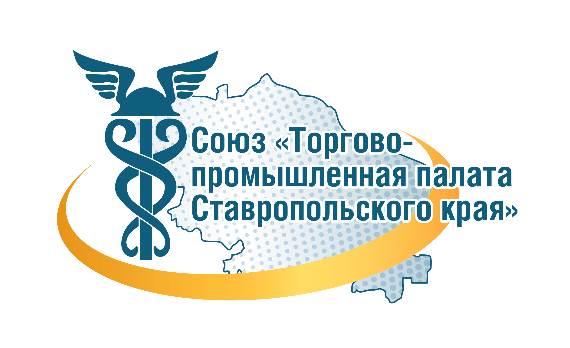 Союз «Торгово-
промышленная палата
Ставропольского края»